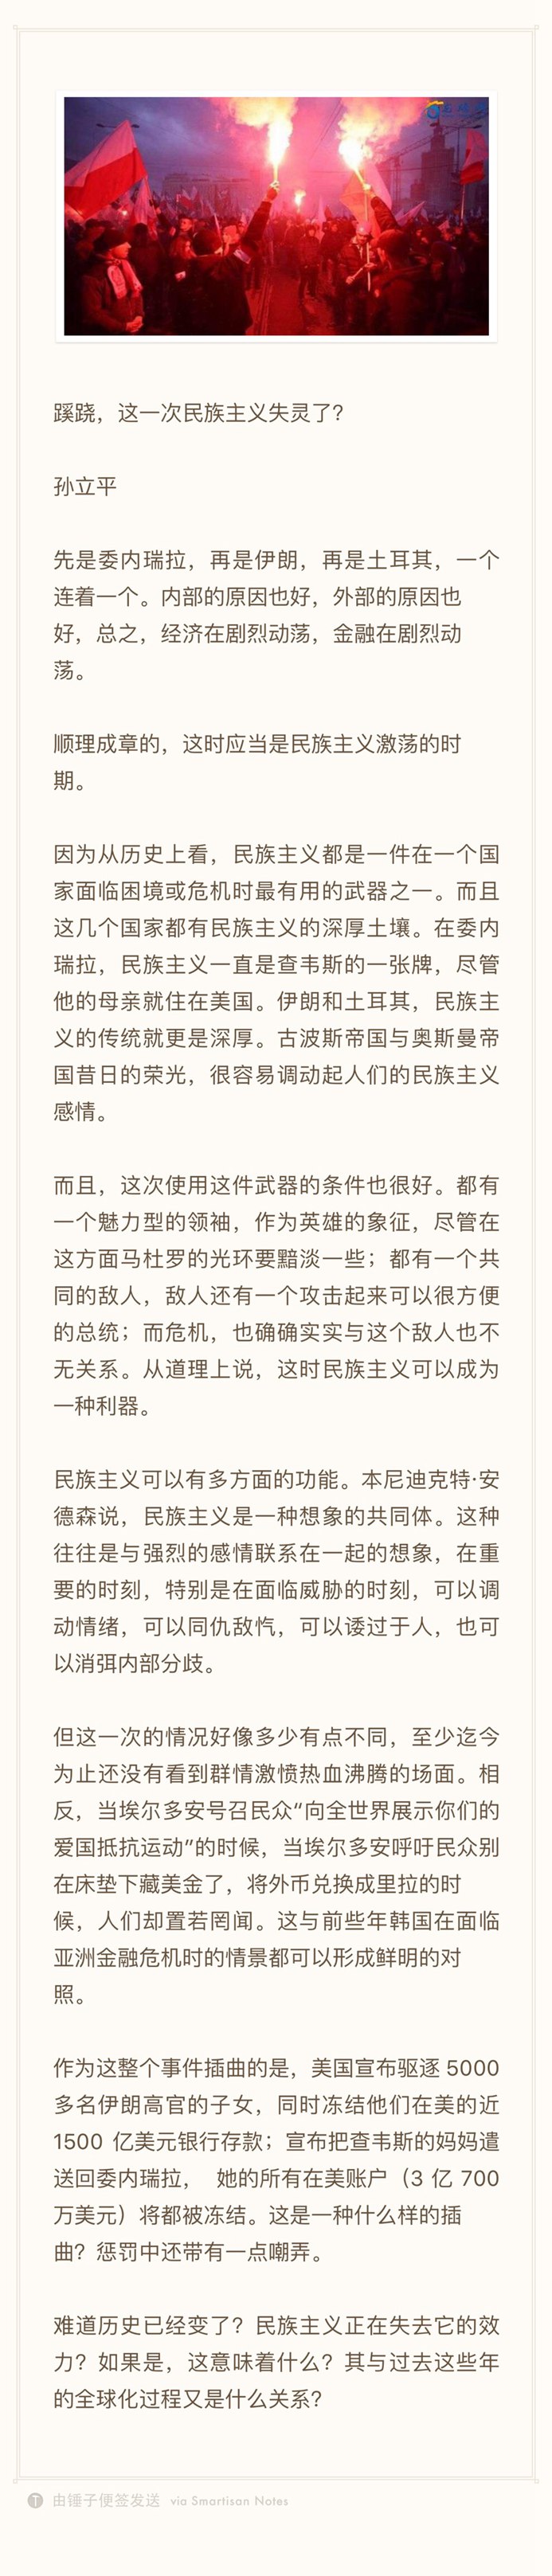 蹊跷，这一次民族主义失灵了？
孙立平
先是委内瑞拉，再是伊朗，再是土耳其，一个
连着一个。内部的原因也好，外部的原因也
好，总之，经济在剧烈动荡，金融在剧烈动
荡。
顺理成章的，这时应当是民族主义激荡的时
期。
因为从历史上看，民族主义都是一件在一个国
家面临困境或危机时最有用的武器之一。而且
这几个国家都有民族主义的深厚土壤。在委内
瑞拉，民族主义一直是查韦斯的一张牌，尽管
他的母亲就住在美国。伊朗和土耳其，民族主
义的传统就更是深厚。古波斯帝国与奥斯曼帝
国昔日的荣光，很容易调动起人们的民族主义
感情。
而且，这次使用这件武器的条件也很好。都有
一个魅力型的领袖，作为英雄的象征，尽管在
这方面马杜罗的光环要黯淡一些；都有一个共
同的敌人，敌人还有一个攻击起来可以很方便
的总统；而危机，也确确实实与这个敌人也不
无关系。从道理上说，这时民族主义可以成为
一种利器。
民族主义可以有多方面的功能。本尼迪克特·安
德森说，民族主义是一种想象的共同体。这种
往往是与强烈的感情联系在一起的想象，在重
要的时刻，特别是在面临威胁的时刻，可以调
动情绪，可以同仇敌忾，可以诿过于人，也可
以消弭内部分歧。
但这一次的情况好像多少有点不同，至少迄今
为止还没有看到群情激愤热血沸腾的场面。相
反，当埃尔多安号召民众“向全世界展示你们的
爱国抵抗运动”的时候，当埃尔多安呼吁民众别
在床垫下藏美金了，将外币兑换成里拉的时
候，人们却置若罔闻。这与前些年韩国在面临
亚洲金融危机时的情景都可以形成鲜明的对
照。
作为这整个事件插曲的是，美国宣布驱逐 5000
多名伊朗高官的子女，同时冻结他们在美的近
1500 亿美元银行存款；宣布把查韦斯的妈妈遣
送回委内瑞拉， 她的所有在美账户（3 亿 700
万美元）将都被冻结。这是一种什么样的插
曲？惩罚中还带有一点嘲弄。
难道历史已经变了？民族主义正在失去它的效
力？如果是，这意味着什么？其与过去这些年
的全球化过程又是什么关系？
由锤子便签发送 via Smartisan Notes